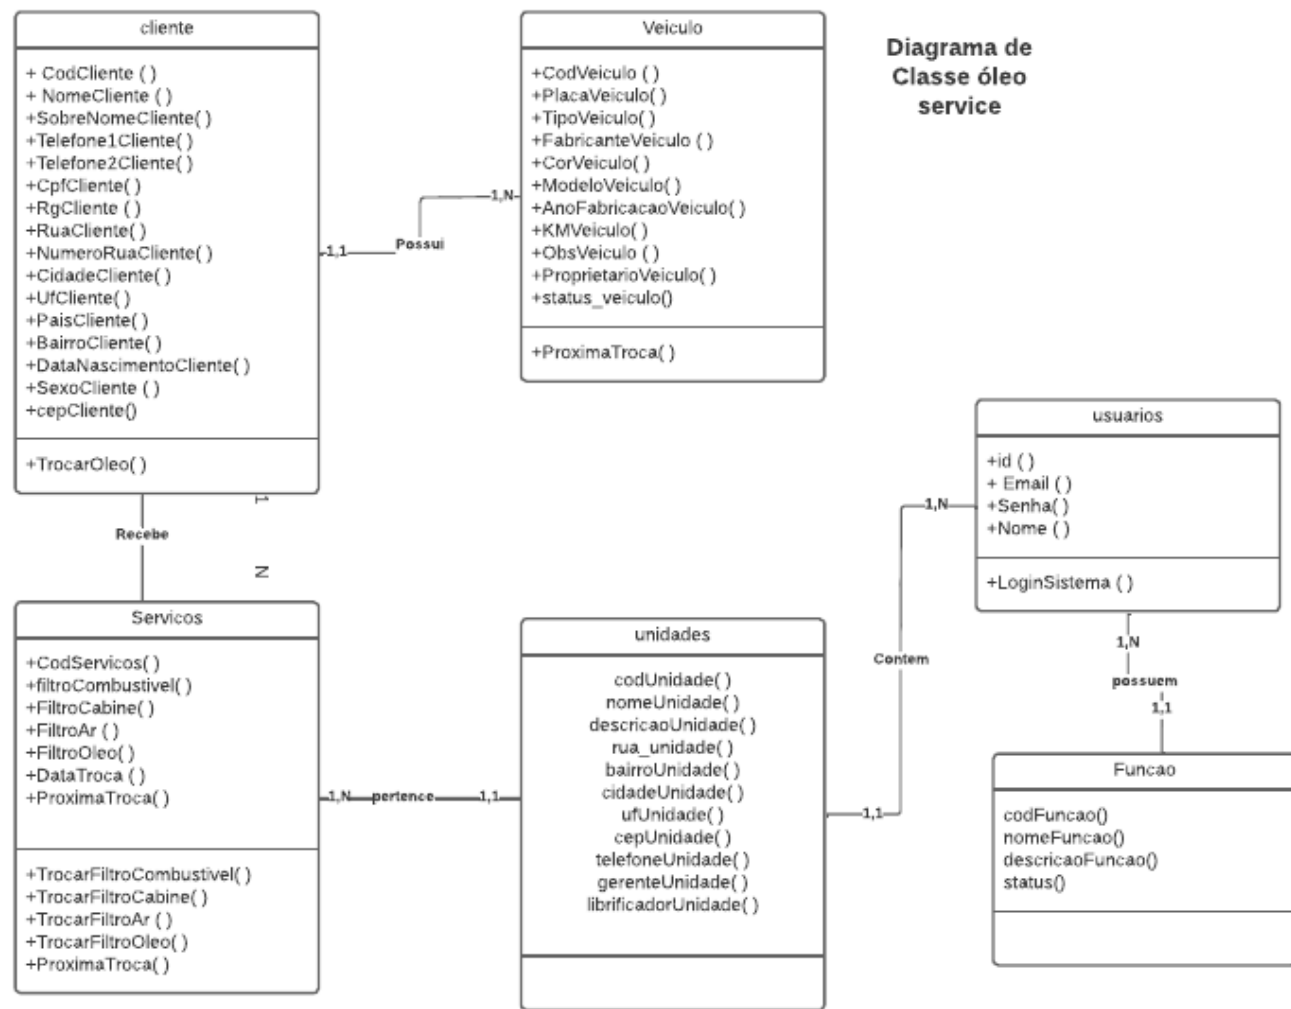 Diagrama de
Classe óleo
service
cliente
+ CodCliente ( )
+ NomeCliente ( )
+SobreNomeCliente( )
+Telefone1Cliente( )
+Telefone2Cliente( )
+CpfCliente( )
+RgCliente ( )
+RuaCliente( )
+NumeroRuaCliente( )
+CidadeCliente( )
+UfCliente( )
+PaisCliente( )
+BairroCliente( )
+DataNascimentoCliente( )
+SexoCliente ( )
+cepCliente()
+TrocarOleo( )
1,1
Possui
1,N
Veiculo
+CodVeiculo ( )
+PlacaVeiculo( )
+TipoVeiculo( )
+FabricanteVeiculo ( )
+CorVeiculo( )
+ModeloVeiculo( )
+AnoFabricacaoVeiculo( )
+KMVeiculo( )
+ObsVeiculo ( )
+ProprietarioVeiculo( )
+status_veiculo()
+ProximaTroca( )
1
Recebe
N
Servicos
+CodServicos( )
+filtroCombustivel( )
+FiltroCabine( )
+FiltroAr ( )
+FiltroOleo( )
+DataTroca ( )
+ProximaTroca( )
+TrocarFiltroCombustivel( )
+TrocarFiltroCabine( )
+TrocarFiltroAr ( )
+TrocarFiltroOleo( )
+ProximaTroca( )
1,N
pertence
1,1
unidades
codUnidade( )
nomeUnidade( )
descricaoUnidade( )
rua_unidade( )
bairroUnidade( )
cidadeUnidade( )
ufUnidade( )
cepUnidade( )
telefoneUnidade( )
gerenteUnidade( )
librificadorUnidade( )
1,1
Contem
1,N
usuarios
+id ( )
+ Email ( )
+Senha( )
+Nome ( )
+LoginSistema ( )
1,N
possuem
1,1
Funcao
codFuncao()
nomeFuncao()
descricaoFuncao()
status()